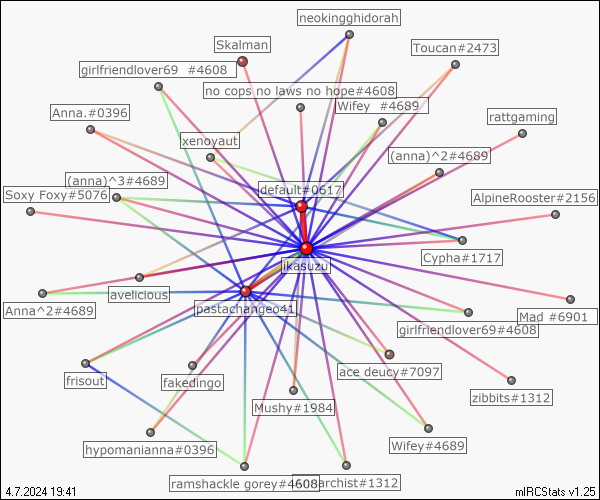 neokingghidorah
Skalman
Toucan#2473
girlfriendlover69 #4608
no cops no laws no hope#4608
Wifey #4689
Anna.#0396
rattgaming
xenoyaut
(anna)^2#4689
(anna)^3#4689
default#0617
Soxy Foxy#5076
AlpineRooster#2156
Cypha#1717
ikasuzu
avelicious
Anna^2#4689
pastachangeo41
Mad #6901
girlfriendlover69#4608
ace deucy#7097
frisout
fakedingo
zibbits#1312
Mushy#1984
hypomanianna#0396
Wifey#4689
ramshackle gorey#4608
archist#1312
4.7.2024 19:41
mIRCStats v1.25